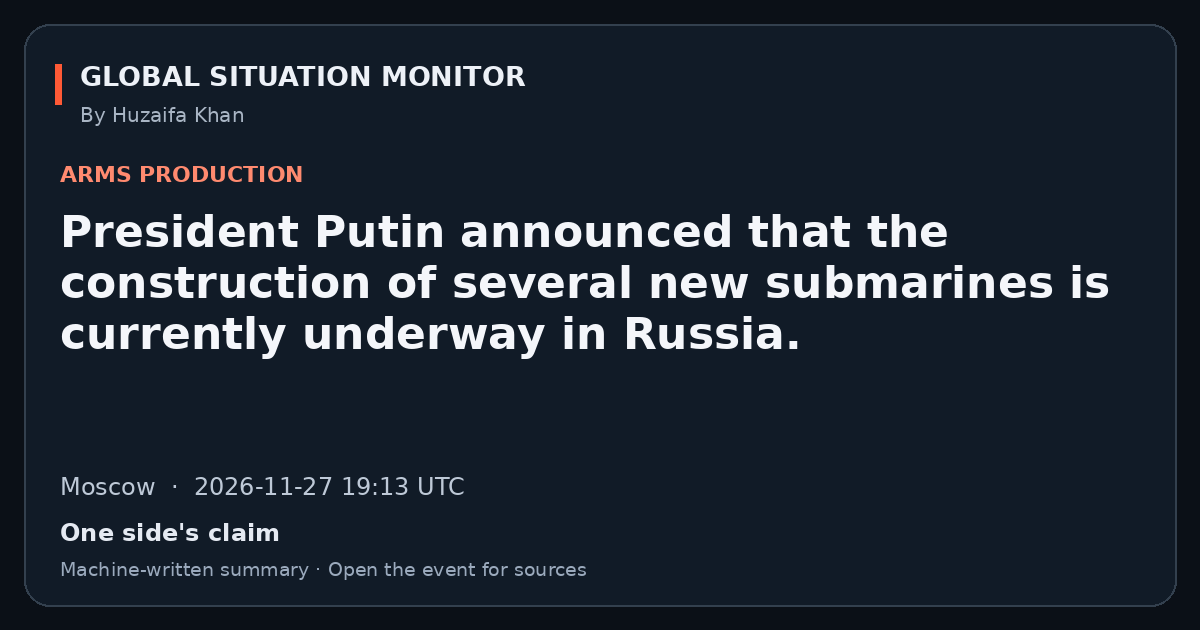 GLOBAL SITUATION MONITOR
By Huzaifa Khan
ARMS PRODUCTION
President Putin announced that the
construction of several new submarines is
currently underway in Russia.
Moscow · 2026-11-27 19:13 UTC
One side's claim
Machine-written summary · Open the event for sources